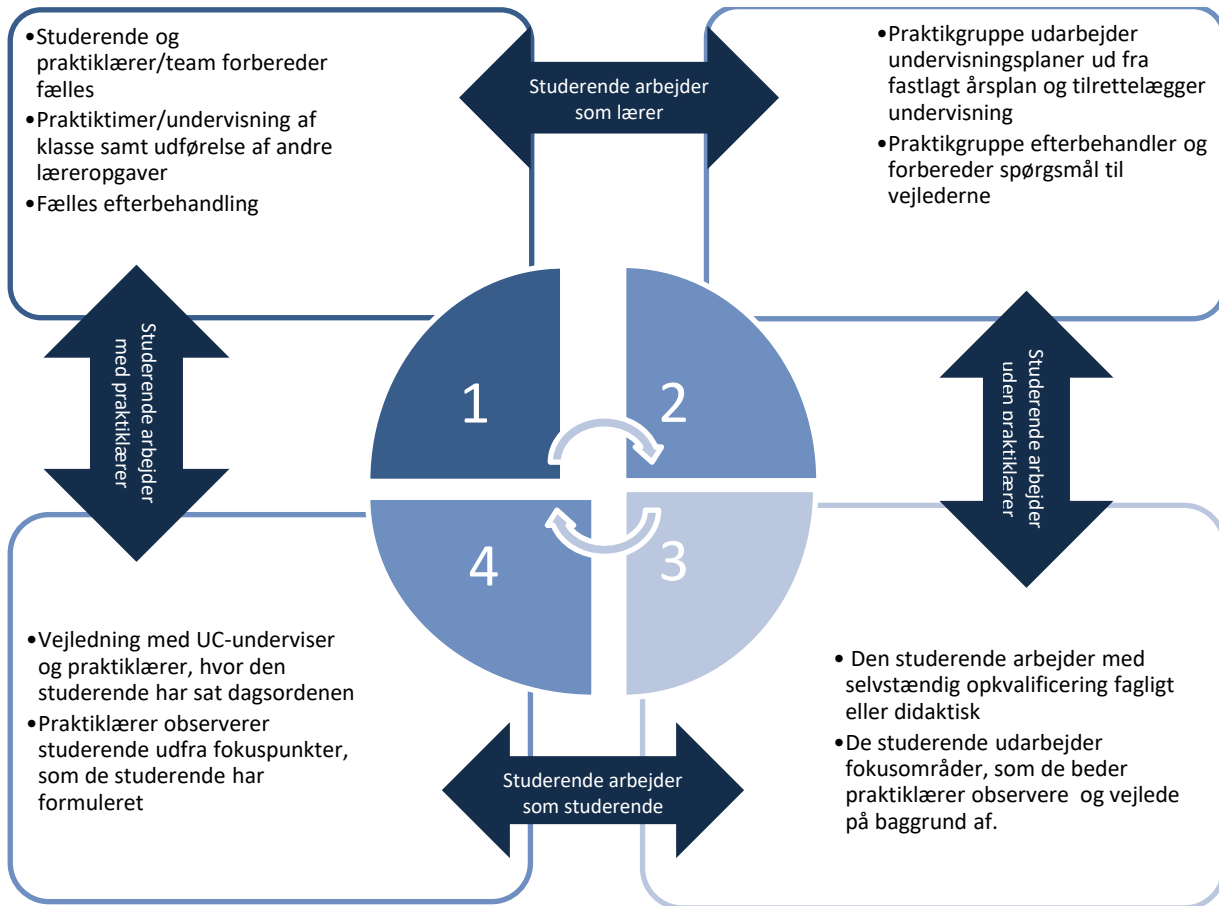 •Studerende og
praktiklærer/team forbereder
fælles
•Praktiktimer/undervisning af
klasse samt udførelse af andre
læreropgaver
•Fælles efterbehandling
Studerende arbejder
som lærer
•Praktikgruppe udarbejder
undervisningsplaner ud fra
fastlagt årsplan og tilrettelægger
undervisning
•Praktikgruppe efterbehandler og
forbereder spørgsmål til
vejlederne
Studerende arbejder
med praktiklærer
1
2
Studerende arbejder
uden praktiklærer
4
3
•Vejledning med UC-underviser
og praktiklærer, hvor den
studerende har sat dagsordenen
•Praktiklærer observerer
studerende udfra fokuspunkter,
som de studerende har
formuleret
Studerende arbejder
som studerende
• Den studerende arbejder med
selvstændig opkvalificering fagligt
eller didaktisk
•De studerende udarbejder
fokusområder, som de beder
praktiklærer observere og vejlede
på baggrund af.